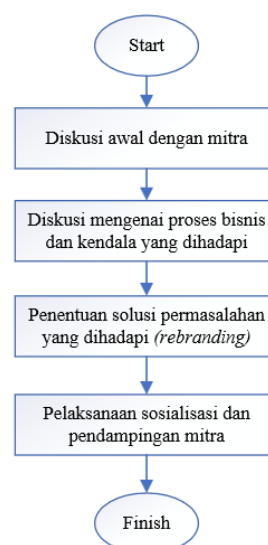 Start
Diskusi awal dengan mitra
Diskusi mengenai proses bisnis
dan kendala yang dihadapi
Penentuan solusi permasalahan
yang dihadapi (rebranding)
Pelaksanaan sosialisasi dan
pendampingan mitra
Finish